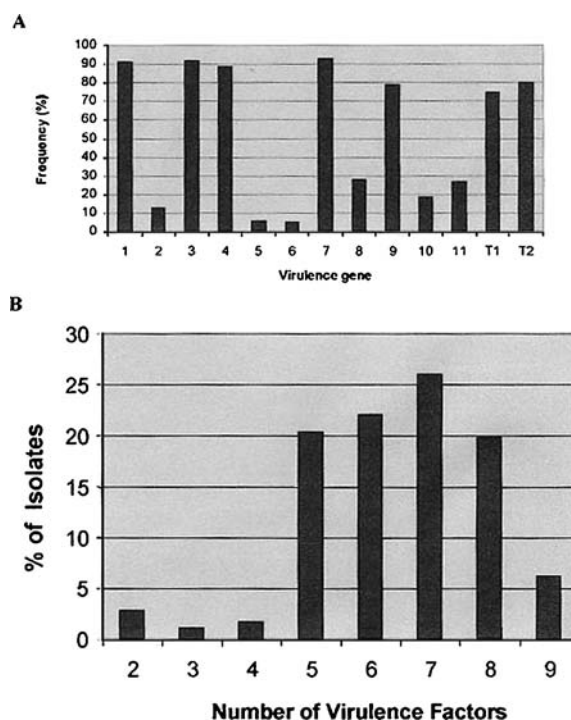 A
Frequency (%)
100
90
80
70
60
50
40
30
20
10
0
1 2 3 4 5 6 7 8 9 10 11 T1 T2
Virulence gene
B
% of Isolates
30
25
20
15
10
5
0
2 3 4 5 6 7 8 9
Number of Virulence Factors